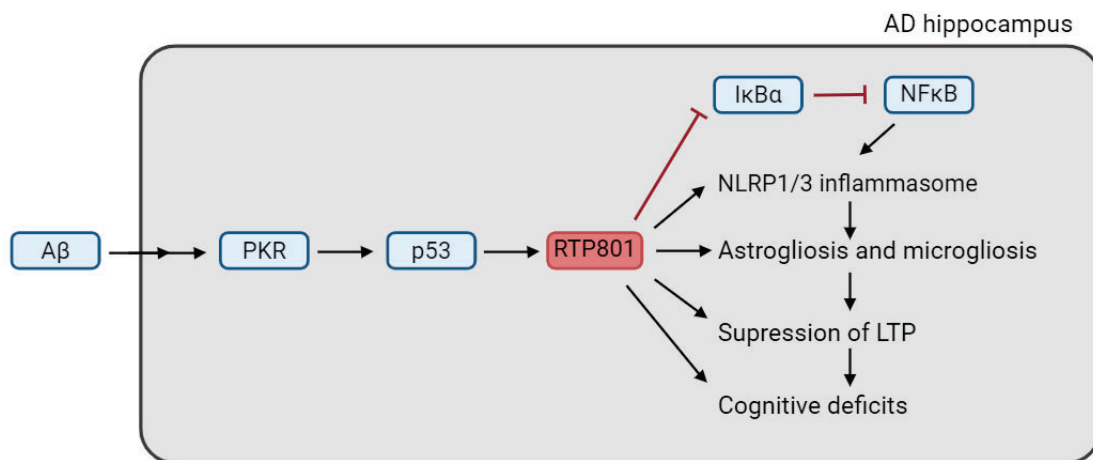 AD hippocampus
IκBα
NFκB
NLRP1/3 inflammasome
Aβ
PKR
p53
RTP801
Astrogliosis and microgliosis
Supression of LTP
Cognitive deficits